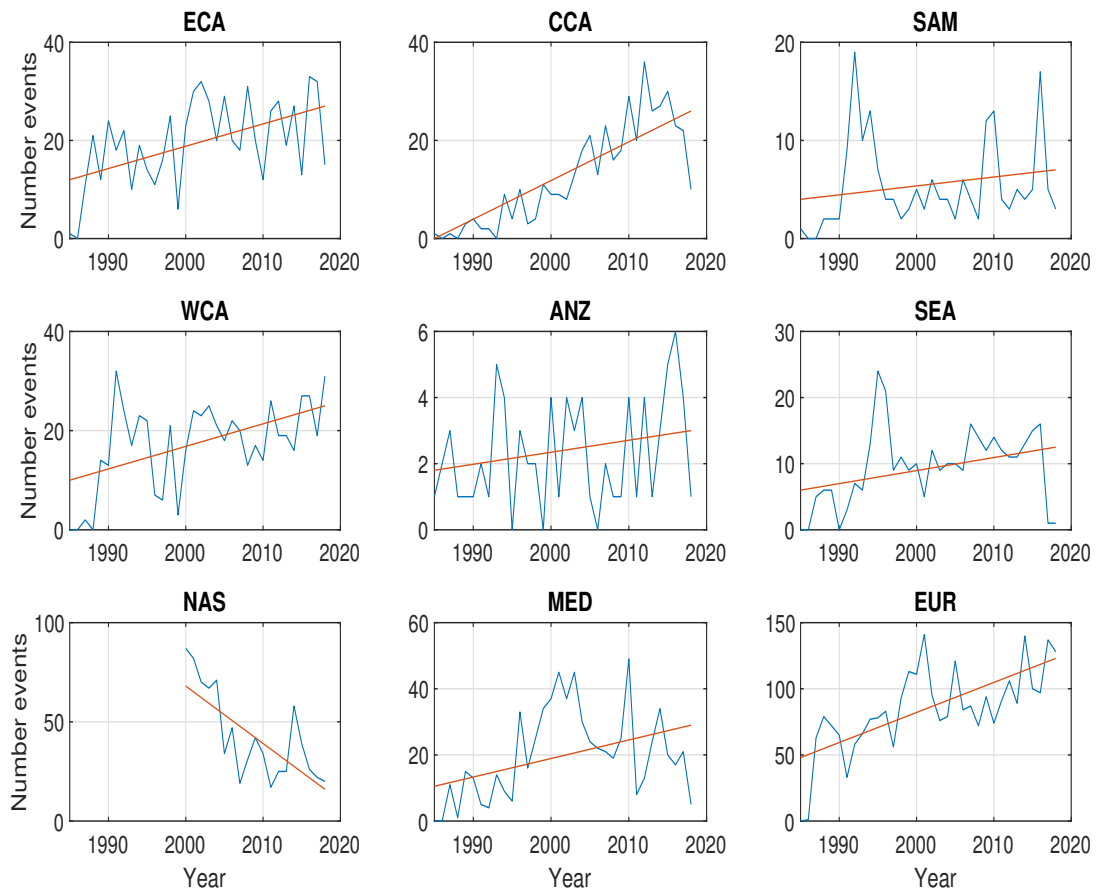 ECA CCA SAM
40 40 20
Number events
20 20 10
0 0 0
1990 2000 2010 2020 1990 2000 2010 2020 1990 2000 2010 2020
WCA ANZ SEA
40 6 30
Number events
4 20
20
2 10
0 0 0
1990 2000 2010 2020 1990 2000 2010 2020 1990 2000 2010 2020
NAS MED EUR
100 60 150
Number events
40 100
50
20 50
0 0 0
1990 2000 2010 2020 1990 2000 2010 2020 1990 2000 2010 2020
Year Year Year